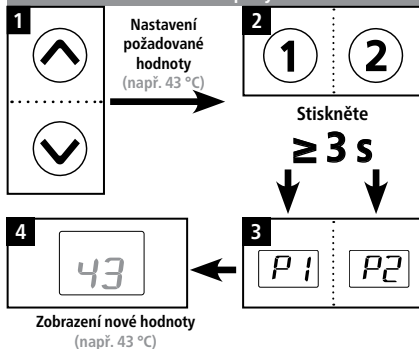 1
Nastavení
požadované
hodnoty
(např. 43 °C)
2
1 2
Stiskněte
≥ 3 s
3
P1 P2
4
43
Zobrazení nové hodnoty
(např. 43 °C)